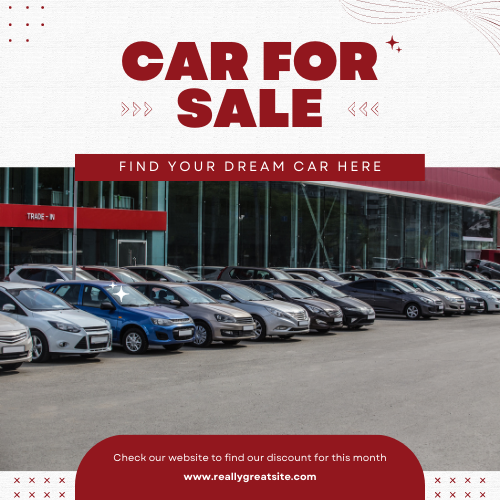 CAR FOR
SALE
FIND YOUR DREAM CAR HERE
TRADE - IN
Check our website to find our discount for this month
www.reallygreatsite.com